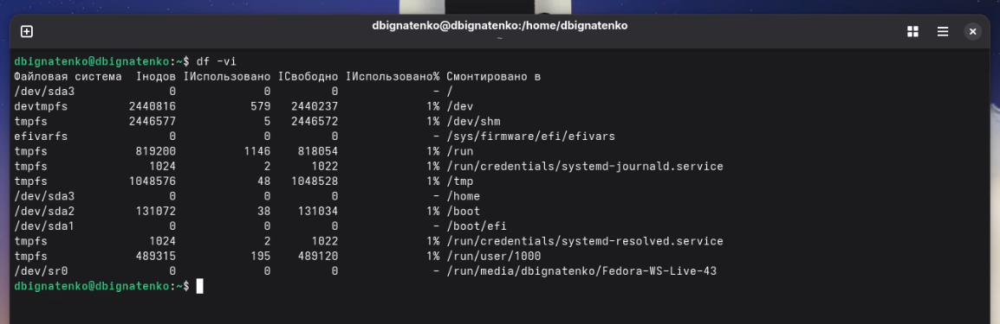 dbignatenko@dbignatenko:/home/dbignatenko
~
dbignatenko@dbignatenko:~$ df -vi
Файловая система  Iнодов IИспользовано IСвободно IИспользовано% Смонтировано в
/dev/sda3              0             0         0              - /
devtmpfs         2440816           579   2440237             1% /dev
tmpfs            2446577             5   2446572             1% /dev/shm
efivarfs               0             0         0              - /sys/firmware/efi/efivars
tmpfs             819200          1146    818054             1% /run
tmpfs               1024             2      1022             1% /run/credentials/systemd-journald.service
tmpfs            1048576            48   1048528             1% /tmp
/dev/sda3              0             0         0              - /home
/dev/sda2         131072            38    131034             1% /boot
/dev/sda1              0             0         0              - /boot/efi
tmpfs               1024             2      1022             1% /run/credentials/systemd-resolved.service
tmpfs             489315           195    489120             1% /run/user/1000
/dev/sr0               0             0         0              - /run/media/dbignatenko/Fedora-WS-Live-43
dbignatenko@dbignatenko:~$